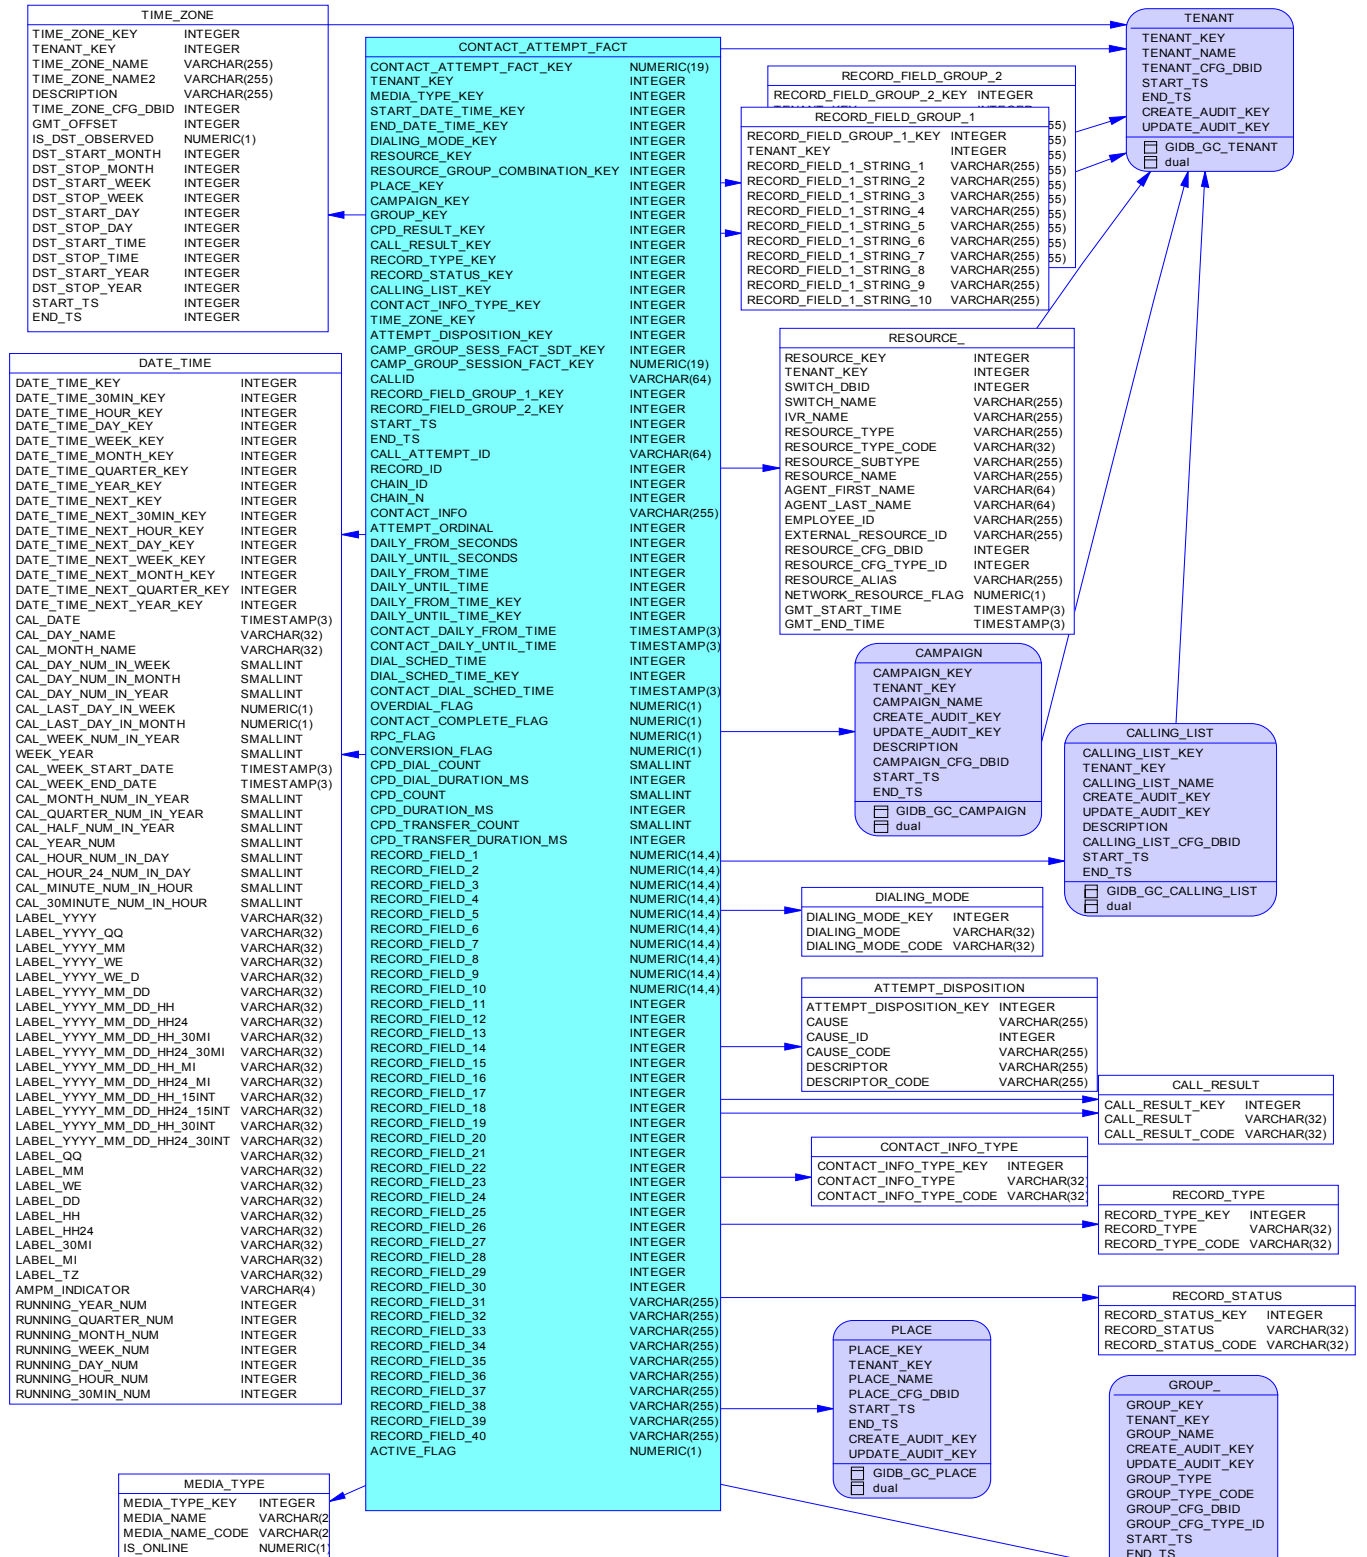 TIME_ZONE
TIME_ZONE_KEY INTEGER
TENANT_KEY INTEGER
TIME_ZONE_NAME VARCHAR(255)
TIME_ZONE_NAME2 VARCHAR(255)
DESCRIPTION VARCHAR(255)
TIME_ZONE_CFG_DBID INTEGER
GMT_OFFSET INTEGER
IS_DST_OBSERVED NUMERIC(1)
DST_START_MONTH INTEGER
DST_STOP_MONTH INTEGER
DST_START_WEEK INTEGER
DST_STOP_WEEK INTEGER
DST_START_DAY INTEGER
DST_STOP_DAY INTEGER
DST_START_TIME INTEGER
DST_STOP_TIME INTEGER
DST_START_YEAR INTEGER
DST_STOP_YEAR INTEGER
START_TS INTEGER
END_TS INTEGER
DATE_TIME
DATE_TIME_KEY INTEGER
DATE_TIME_30MIN_KEY INTEGER
DATE_TIME_HOUR_KEY INTEGER
DATE_TIME_DAY_KEY INTEGER
DATE_TIME_WEEK_KEY INTEGER
DATE_TIME_MONTH_KEY INTEGER
DATE_TIME_QUARTER_KEY INTEGER
DATE_TIME_YEAR_KEY INTEGER
DATE_TIME_NEXT_KEY INTEGER
DATE_TIME_NEXT_30MIN_KEY INTEGER
DATE_TIME_NEXT_HOUR_KEY INTEGER
DATE_TIME_NEXT_DAY_KEY INTEGER
DATE_TIME_NEXT_WEEK_KEY INTEGER
DATE_TIME_NEXT_MONTH_KEY INTEGER
DATE_TIME_NEXT_QUARTER_KEY INTEGER
DATE_TIME_NEXT_YEAR_KEY INTEGER
CAL_DATE TIMESTAMP(3)
CAL_DAY_NAME VARCHAR(32)
CAL_MONTH_NAME VARCHAR(32)
CAL_DAY_NUM_IN_WEEK SMALLINT
CAL_DAY_NUM_IN_MONTH SMALLINT
CAL_DAY_NUM_IN_YEAR SMALLINT
CAL_LAST_DAY_IN_WEEK NUMERIC(1)
CAL_LAST_DAY_IN_MONTH NUMERIC(1)
CAL_WEEK_NUM_IN_YEAR SMALLINT
WEEK_YEAR SMALLINT
CAL_WEEK_START_DATE TIMESTAMP(3)
CAL_WEEK_END_DATE TIMESTAMP(3)
CAL_MONTH_NUM_IN_YEAR SMALLINT
CAL_QUARTER_NUM_IN_YEAR SMALLINT
CAL_HALF_NUM_IN_YEAR SMALLINT
CAL_YEAR_NUM SMALLINT
CAL_HOUR_NUM_IN_DAY SMALLINT
CAL_HOUR_24_NUM_IN_DAY SMALLINT
CAL_MINUTE_NUM_IN_HOUR SMALLINT
CAL_30MINUTE_NUM_IN_HOUR SMALLINT
LABEL_YYYY VARCHAR(32)
LABEL_YYYY_QQ VARCHAR(32)
LABEL_YYYY_MM VARCHAR(32)
LABEL_YYYY_WE VARCHAR(32)
LABEL_YYYY_WE_D VARCHAR(32)
LABEL_YYYY_MM_DD VARCHAR(32)
LABEL_YYYY_MM_DD_HH VARCHAR(32)
LABEL_YYYY_MM_DD_HH24 VARCHAR(32)
LABEL_YYYY_MM_DD_HH_30MI VARCHAR(32)
LABEL_YYYY_MM_DD_HH24_30MI VARCHAR(32)
LABEL_YYYY_MM_DD_HH_MI VARCHAR(32)
LABEL_YYYY_MM_DD_HH24_MI VARCHAR(32)
LABEL_YYYY_MM_DD_HH_15INT VARCHAR(32)
LABEL_YYYY_MM_DD_HH24_15INT VARCHAR(32)
LABEL_YYYY_MM_DD_HH_30INT VARCHAR(32)
LABEL_YYYY_MM_DD_HH24_30INT VARCHAR(32)
LABEL_QQ VARCHAR(32)
LABEL_MM VARCHAR(32)
LABEL_WE VARCHAR(32)
LABEL_DD VARCHAR(32)
LABEL_HH VARCHAR(32)
LABEL_HH24 VARCHAR(32)
LABEL_30MI VARCHAR(32)
LABEL_MI VARCHAR(32)
LABEL_TZ VARCHAR(32)
AMPM_INDICATOR VARCHAR(4)
RUNNING_YEAR_NUM INTEGER
RUNNING_QUARTER_NUM INTEGER
RUNNING_MONTH_NUM INTEGER
RUNNING_WEEK_NUM INTEGER
RUNNING_DAY_NUM INTEGER
RUNNING_HOUR_NUM INTEGER
RUNNING_30MIN_NUM INTEGER
MEDIA_TYPE
MEDIA_TYPE_KEY INTEGER
MEDIA_NAME VARCHAR(2
MEDIA_NAME_CODE VARCHAR(2
IS_ONLINE NUMERIC(1)
CONTACT_ATTEMPT_FACT
CONTACT_ATTEMPT_FACT_KEY NUMERIC(19)
TENANT_KEY INTEGER
MEDIA_TYPE_KEY INTEGER
START_DATE_TIME_KEY INTEGER
END_DATE_TIME_KEY INTEGER
DIALING_MODE_KEY INTEGER
RESOURCE_KEY INTEGER
RESOURCE_GROUP_COMBINATION_KEY INTEGER
PLACE_KEY INTEGER
CAMPAIGN_KEY INTEGER
GROUP_KEY INTEGER
CPD_RESULT_KEY INTEGER
CALL_RESULT_KEY INTEGER
RECORD_TYPE_KEY INTEGER
RECORD_STATUS_KEY INTEGER
CALLING_LIST_KEY INTEGER
CONTACT_INFO_TYPE_KEY INTEGER
TIME_ZONE_KEY INTEGER
ATTEMPT_DISPOSITION_KEY INTEGER
CAMP_GROUP_SESS_FACT_SDT_KEY INTEGER
CAMP_GROUP_SESSION_FACT_KEY NUMERIC(19)
CALLID VARCHAR(64)
RECORD_FIELD_GROUP_1_KEY INTEGER
RECORD_FIELD_GROUP_2_KEY INTEGER
START_TS INTEGER
END_TS INTEGER
CALL_ATTEMPT_ID VARCHAR(64)
RECORD_ID INTEGER
CHAIN_ID INTEGER
CHAIN_N INTEGER
CONTACT_INFO VARCHAR(255)
ATTEMPT_ORDINAL INTEGER
DAILY_FROM_SECONDS INTEGER
DAILY_UNTIL_SECONDS INTEGER
DAILY_FROM_TIME INTEGER
DAILY_UNTIL_TIME INTEGER
DAILY_FROM_TIME_KEY INTEGER
DAILY_UNTIL_TIME_KEY INTEGER
CONTACT_DAILY_FROM_TIME TIMESTAMP(3)
CONTACT_DAILY_UNTIL_TIME TIMESTAMP(3)
DIAL_SCHED_TIME INTEGER
DIAL_SCHED_TIME_KEY INTEGER
CONTACT_DIAL_SCHED_TIME TIMESTAMP(3)
OVERDIAL_FLAG NUMERIC(1)
CONTACT_COMPLETE_FLAG NUMERIC(1)
RPC_FLAG NUMERIC(1)
CONVERSION_FLAG NUMERIC(1)
CPD_DIAL_COUNT SMALLINT
CPD_DIAL_DURATION_MS INTEGER
CPD_COUNT SMALLINT
CPD_DURATION_MS INTEGER
CPD_TRANSFER_COUNT SMALLINT
CPD_TRANSFER_DURATION_MS INTEGER
RECORD_FIELD_1 NUMERIC(14,4)
RECORD_FIELD_2 NUMERIC(14,4)
RECORD_FIELD_3 NUMERIC(14,4)
RECORD_FIELD_4 NUMERIC(14,4)
RECORD_FIELD_5 NUMERIC(14,4)
RECORD_FIELD_6 NUMERIC(14,4)
RECORD_FIELD_7 NUMERIC(14,4)
RECORD_FIELD_8 NUMERIC(14,4)
RECORD_FIELD_9 NUMERIC(14,4)
RECORD_FIELD_10 NUMERIC(14,4)
RECORD_FIELD_11 INTEGER
RECORD_FIELD_12 INTEGER
RECORD_FIELD_13 INTEGER
RECORD_FIELD_14 INTEGER
RECORD_FIELD_15 INTEGER
RECORD_FIELD_16 INTEGER
RECORD_FIELD_17 INTEGER
RECORD_FIELD_18 INTEGER
RECORD_FIELD_19 INTEGER
RECORD_FIELD_20 INTEGER
RECORD_FIELD_21 INTEGER
RECORD_FIELD_22 INTEGER
RECORD_FIELD_23 INTEGER
RECORD_FIELD_24 INTEGER
RECORD_FIELD_25 INTEGER
RECORD_FIELD_26 INTEGER
RECORD_FIELD_27 INTEGER
RECORD_FIELD_28 INTEGER
RECORD_FIELD_29 INTEGER
RECORD_FIELD_30 INTEGER
RECORD_FIELD_31 VARCHAR(255)
RECORD_FIELD_32 VARCHAR(255)
RECORD_FIELD_33 VARCHAR(255)
RECORD_FIELD_34 VARCHAR(255)
RECORD_FIELD_35 VARCHAR(255)
RECORD_FIELD_36 VARCHAR(255)
RECORD_FIELD_37 VARCHAR(255)
RECORD_FIELD_38 VARCHAR(255)
RECORD_FIELD_39 VARCHAR(255)
RECORD_FIELD_40 VARCHAR(255)
ACTIVE_FLAG NUMERIC(1)
RECORD_FIELD_GROUP_2
RECORD_FIELD_GROUP_2_KEY INTEGER
RECORD_FIELD_GROUP_1
RECORD_FIELD_GROUP_1_KEY INTEGER
TENANT_KEY INTEGER
RECORD_FIELD_1_STRING_1 VARCHAR(255)
RECORD_FIELD_1_STRING_2 VARCHAR(255)
RECORD_FIELD_1_STRING_3 VARCHAR(255)
RECORD_FIELD_1_STRING_4 VARCHAR(255)
RECORD_FIELD_1_STRING_5 VARCHAR(255)
RECORD_FIELD_1_STRING_6 VARCHAR(255)
RECORD_FIELD_1_STRING_7 VARCHAR(255)
RECORD_FIELD_1_STRING_8 VARCHAR(255)
RECORD_FIELD_1_STRING_9 VARCHAR(255)
RECORD_FIELD_1_STRING_10 VARCHAR(255)
TENANT
TENANT_KEY
TENANT_NAME
TENANT_CFG_DBID
START_TS
END_TS
CREATE_AUDIT_KEY
UPDATE_AUDIT_KEY
GIDB_GC_TENANT
dual
RESOURCE_
RESOURCE_KEY INTEGER
TENANT_KEY INTEGER
SWITCH_DBID INTEGER
SWITCH_NAME VARCHAR(255)
IVR_NAME VARCHAR(255)
RESOURCE_TYPE VARCHAR(255)
RESOURCE_TYPE_CODE VARCHAR(32)
RESOURCE_SUBTYPE VARCHAR(255)
RESOURCE_NAME VARCHAR(255)
AGENT_FIRST_NAME VARCHAR(64)
AGENT_LAST_NAME VARCHAR(64)
EMPLOYEE_ID VARCHAR(255)
EXTERNAL_RESOURCE_ID VARCHAR(255)
RESOURCE_CFG_DBID INTEGER
RESOURCE_CFG_TYPE_ID INTEGER
RESOURCE_ALIAS VARCHAR(255)
NETWORK_RESOURCE_FLAG NUMERIC(1)
GMT_START_TIME TIMESTAMP(3)
GMT_END_TIME TIMESTAMP(3)
CAMPAIGN
CAMPAIGN_KEY
TENANT_KEY
CAMPAIGN_NAME
CREATE_AUDIT_KEY
UPDATE_AUDIT_KEY
DESCRIPTION
CAMPAIGN_CFG_DBID
START_TS
END_TS
GIDB_GC_CAMPAIGN
dual
CALLING_LIST
CALLING_LIST_KEY
TENANT_KEY
CALLING_LIST_NAME
CREATE_AUDIT_KEY
UPDATE_AUDIT_KEY
DESCRIPTION
CALLING_LIST_CFG_DBID
START_TS
END_TS
GIDB_GC_CALLING_LIST
dual
DIALING_MODE
DIALING_MODE_KEY INTEGER
DIALING_MODE VARCHAR(32)
DIALING_MODE_CODE VARCHAR(32)
ATTEMPT_DISPOSITION
ATTEMPT_DISPOSITION_KEY INTEGER
CAUSE VARCHAR(255)
CAUSE_ID INTEGER
CAUSE_CODE VARCHAR(255)
DESCRIPTOR VARCHAR(255)
DESCRIPTOR_CODE VARCHAR(255)
CALL_RESULT
CALL_RESULT_KEY INTEGER
CALL_RESULT VARCHAR(32)
CALL_RESULT_CODE VARCHAR(32)
CONTACT_INFO_TYPE
CONTACT_INFO_TYPE_KEY INTEGER
CONTACT_INFO_TYPE VARCHAR(32)
CONTACT_INFO_TYPE_CODE VARCHAR(32)
RECORD_TYPE
RECORD_TYPE_KEY INTEGER
RECORD_TYPE VARCHAR(32)
RECORD_TYPE_CODE VARCHAR(32)
RECORD_STATUS
RECORD_STATUS_KEY INTEGER
RECORD_STATUS VARCHAR(32)
RECORD_STATUS_CODE VARCHAR(32)
PLACE
PLACE_KEY
TENANT_KEY
PLACE_NAME
PLACE_CFG_DBID
START_TS
END_TS
CREATE_AUDIT_KEY
UPDATE_AUDIT_KEY
GIDB_GC_PLACE
dual
GROUP_
GROUP_KEY
TENANT_KEY
GROUP_NAME
CREATE_AUDIT_KEY
UPDATE_AUDIT_KEY
GROUP_TYPE
GROUP_TYPE_CODE
GROUP_CFG_DBID
GROUP_CFG_TYPE_ID
START_TS
END_TS